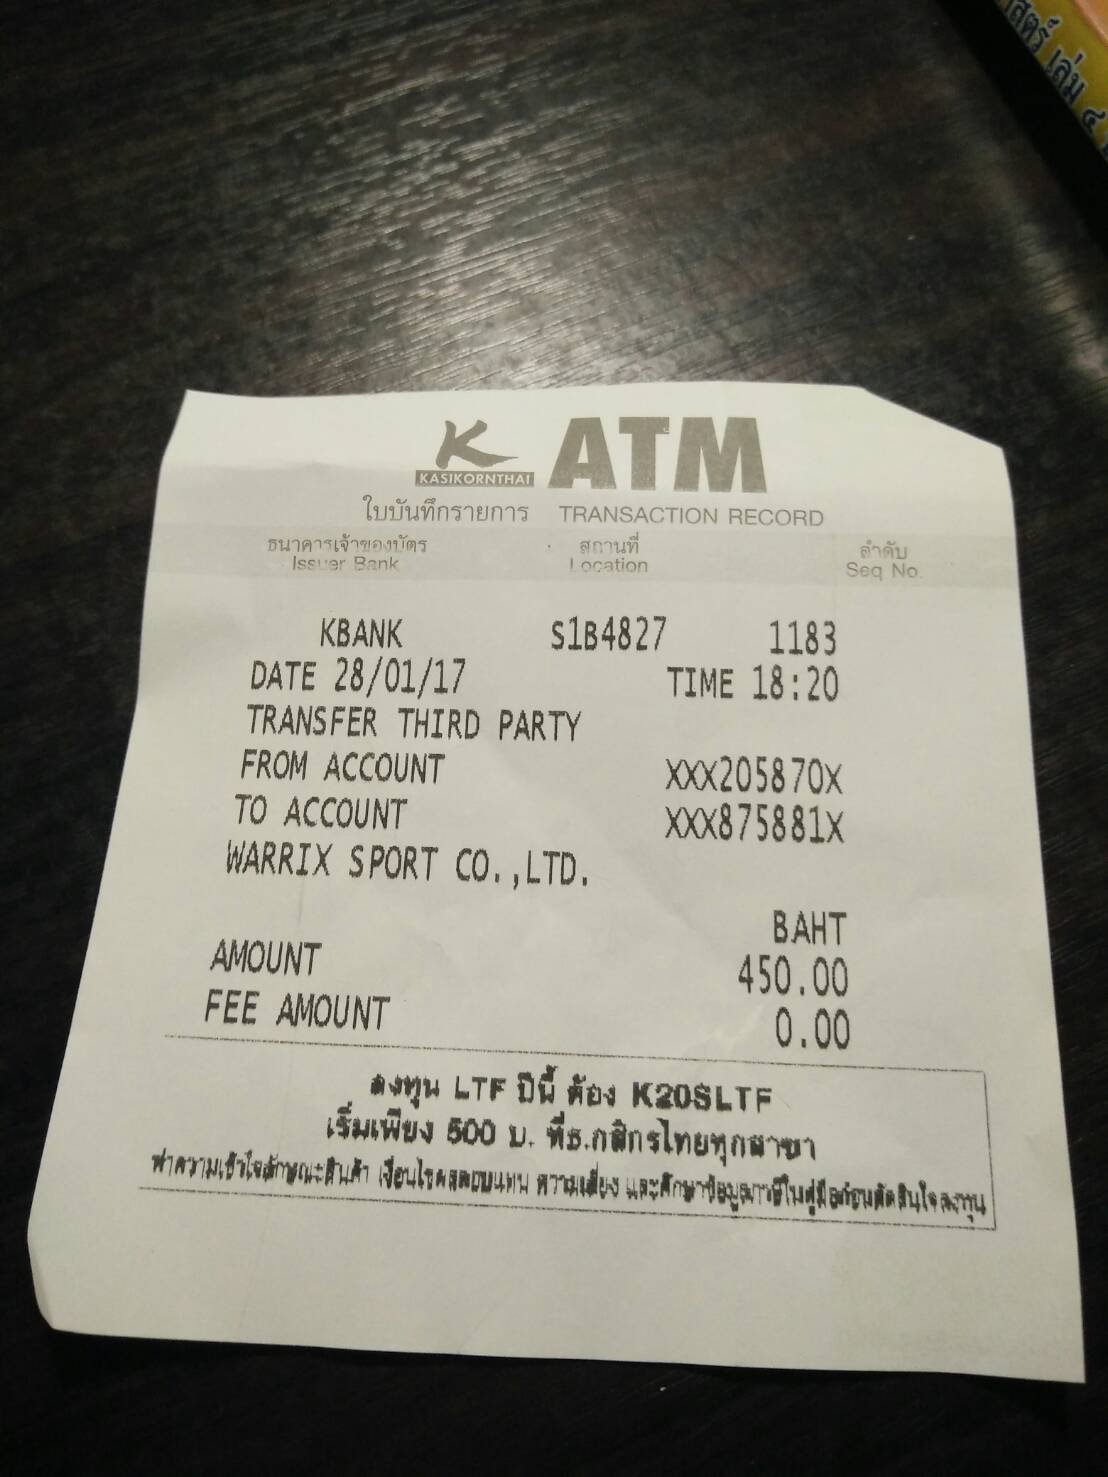 สตร์ เล่ม ๔
K
KASIKORNTHAI
ATM
ใบบันทึกรายการ TRANSACTION RECORD
ธนาคารเจ้าของบัตร สถานที่ ลำดับ
Issuer Bank Location Seq No.
KBANK S1B4827 1183
DATE 28/01/17 TIME 18:20
TRANSFER THIRD PARTY
FROM ACCOUNT XXX205870X
TO ACCOUNT XXX875881X
WARRIX SPORT CO.,LTD.
BAHT
AMOUNT 450.00
FEE AMOUNT 0.00
ลงทุน LTF ปีนี้ ต้อง K20SLTF
เริ่มเพียง 500 บ. ที่ธ.กสิกรไทยทุกสาขา
ทำความเข้าใจลักษณะสินค้า เงื่อนไขผลตอบแทน ความเสี่ยง และศึกษาข้อมูลภาษีในคู่มือก่อนตัดสินใจลงทุน